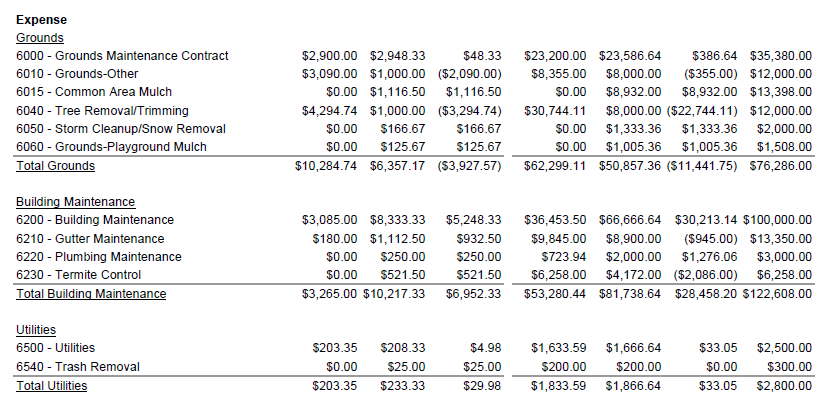 Expense
Grounds
6000 - Grounds Maintenance Contract $2,900.00 $2,948.33 $48.33 $23,200.00 $23,586.64 $386.64 $35,380.00
6010 - Grounds-Other $3,090.00 $1,000.00 ($2,090.00) $8,355.00 $8,000.00 ($355.00) $12,000.00
6015 - Common Area Mulch $0.00 $1,116.50 $1,116.50 $0.00 $8,932.00 $8,932.00 $13,398.00
6040 - Tree Removal/Trimming $4,294.74 $1,000.00 ($3,294.74) $30,744.11 $8,000.00 ($22,744.11) $12,000.00
6050 - Storm Cleanup/Snow Removal $0.00 $166.67 $166.67 $0.00 $1,333.36 $1,333.36 $2,000.00
6060 - Grounds-Playground Mulch $0.00 $125.67 $125.67 $0.00 $1,005.36 $1,005.36 $1,508.00
Total Grounds $10,284.74 $6,357.17 ($3,927.57) $62,299.11 $50,857.36 ($11,441.75) $76,286.00
Building Maintenance
6200 - Building Maintenance $3,085.00 $8,333.33 $5,248.33 $36,453.50 $66,666.64 $30,213.14 $100,000.00
6210 - Gutter Maintenance $180.00 $1,112.50 $932.50 $9,845.00 $8,900.00 ($945.00) $13,350.00
6220 - Plumbing Maintenance $0.00 $250.00 $250.00 $723.94 $2,000.00 $1,276.06 $3,000.00
6230 - Termite Control $0.00 $521.50 $521.50 $6,258.00 $4,172.00 ($2,086.00) $6,258.00
Total Building Maintenance $3,265.00 $10,217.33 $6,952.33 $53,280.44 $81,738.64 $28,458.20 $122,608.00
Utilities
6500 - Utilities $203.35 $208.33 $4.98 $1,633.59 $1,666.64 $33.05 $2,500.00
6540 - Trash Removal $0.00 $25.00 $25.00 $200.00 $200.00 $0.00 $300.00
Total Utilities $203.35 $233.33 $29.98 $1,833.59 $1,866.64 $33.05 $2,800.00